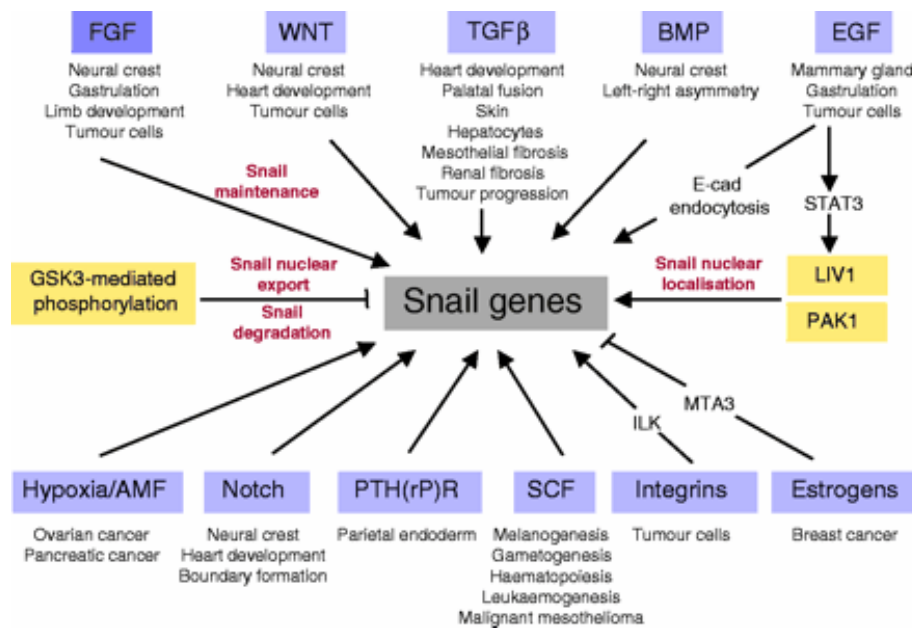 FGF
WNT
TGFβ
BMP
EGF
Neural crest
Gastrulation
Limb development
Tumour cells
Neural crest
Heart development
Tumour cells
Heart development
Palatal fusion
Skin
Hepatocytes
Mesothelial fibrosis
Renal fibrosis
Tumour progression
Neural crest
Left-right asymmetry
Mammary gland
Gastrulation
Tumour cells
Snail
maintenance
E-cad
endocytosis
STAT3
GSK3-mediated
phosphorylation
Snail nuclear
export
Snail
degradation
Snail genes
Snail nuclear
localisation
LIV1
PAK1
ILK
MTA3
Hypoxia/AMF
Notch
PTH(rP)R
SCF
Integrins
Estrogens
Ovarian cancer
Pancreatic cancer
Neural crest
Heart development
Boundary formation
Parietal endoderm
Melanogenesis
Gametogenesis
Haematopoiesis
Leukaemogenesis
Malignant mesothelioma
Tumour cells
Breast cancer